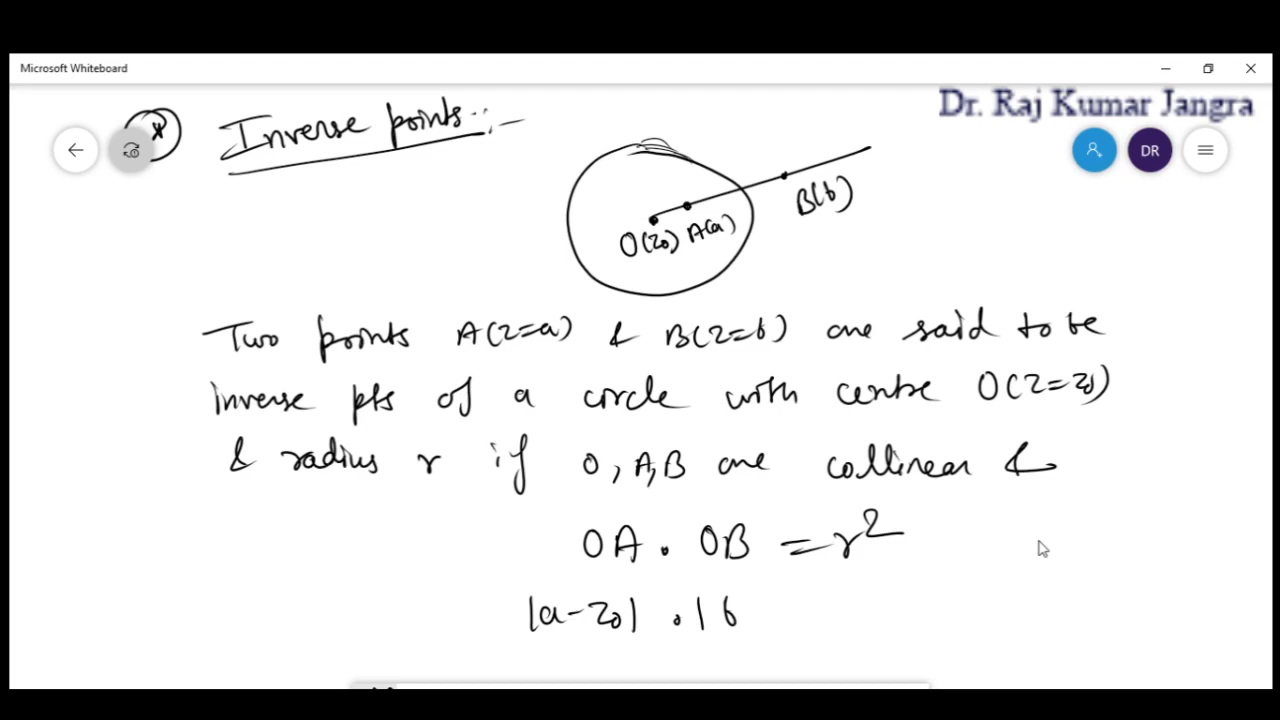 Microsoft Whiteboard
Dr. Raj Kumar Jangra
* Inverse points :-
DR
O(z₀) A(a) B(b)
Two points A(z=a) & B(z=b) are said to be
inverse pts of a circle with centre O(z=z₀)
& radius r if O, A, B are collinear &
OA . OB = r²
|a-z₀| . |b